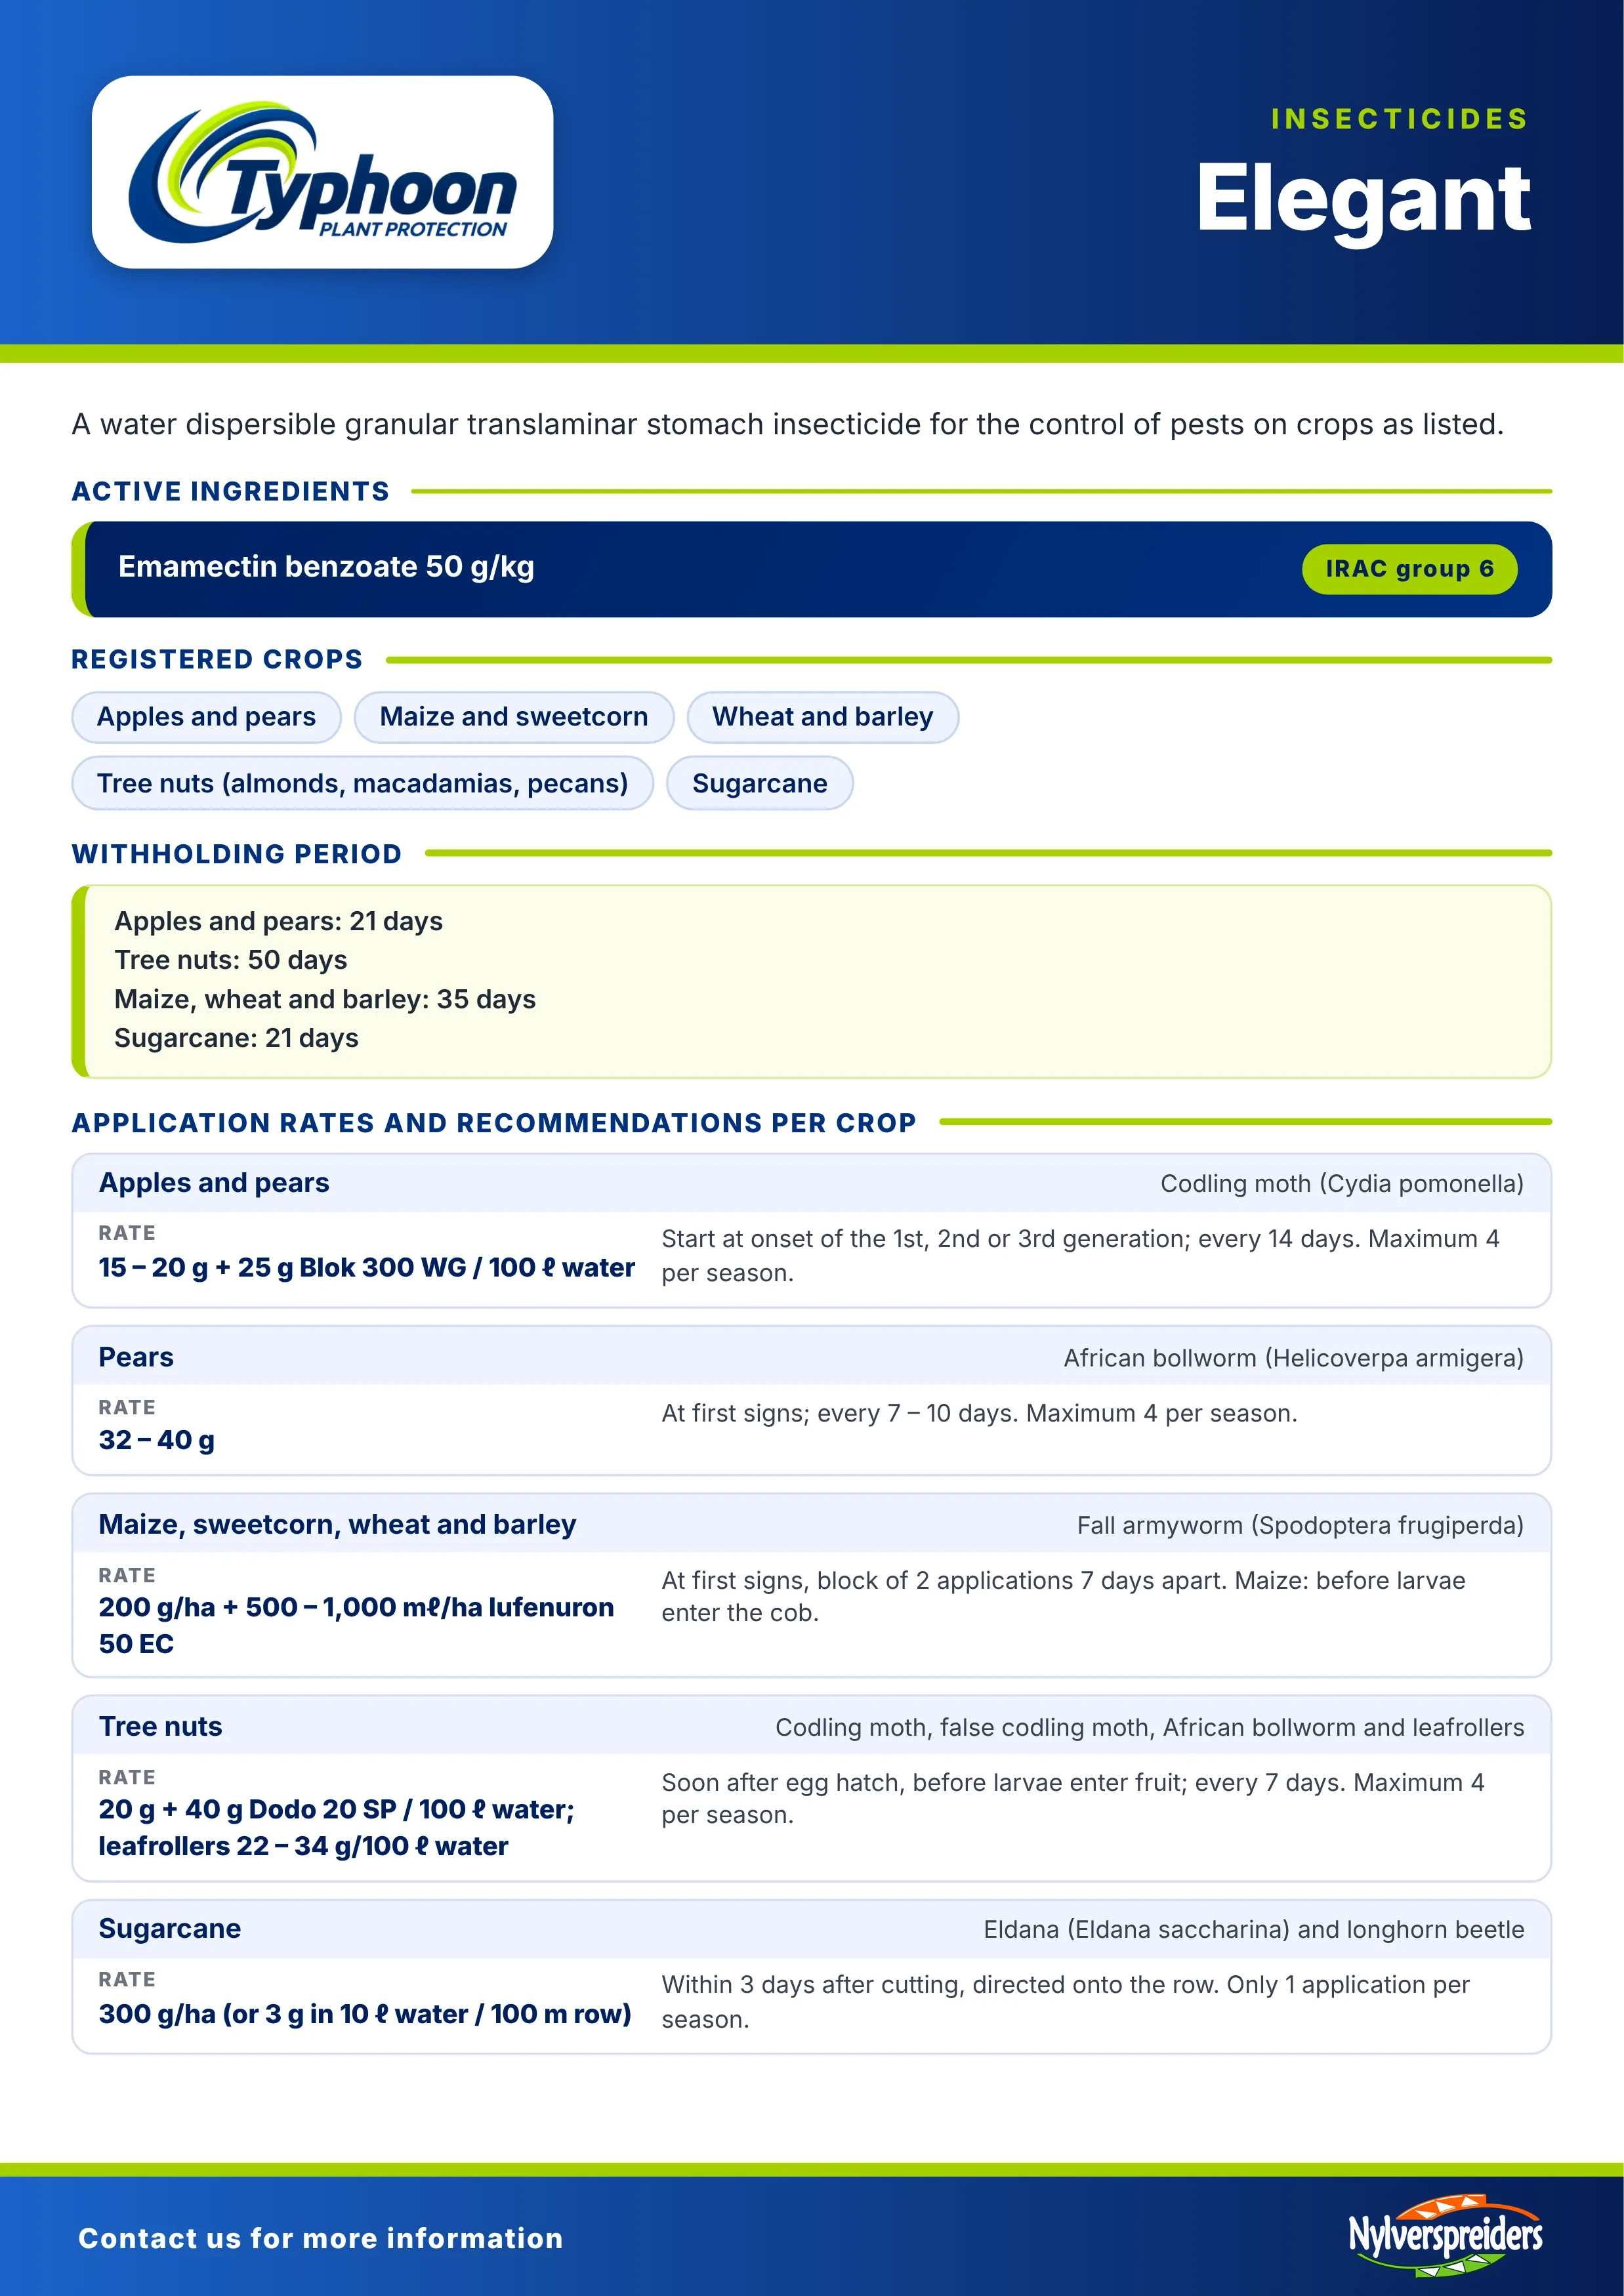 Typhoon
PLANT PROTECTION
INSECTICIDES
Elegant
A water dispersible granular translaminar stomach insecticide for the control of pests on crops as listed.
ACTIVE INGREDIENTS
Emamectin benzoate 50 g/kg
IRAC group 6
REGISTERED CROPS
Apples and pears
Maize and sweetcorn
Wheat and barley
Tree nuts (almonds, macadamias, pecans)
Sugarcane
WITHHOLDING PERIOD
Apples and pears: 21 days
Tree nuts: 50 days
Maize, wheat and barley: 35 days
Sugarcane: 21 days
APPLICATION RATES AND RECOMMENDATIONS PER CROP
Apples and pears
Codling moth (Cydia pomonella)
RATE
15 – 20 g + 25 g Blok 300 WG / 100 ℓ water
Start at onset of the 1st, 2nd or 3rd generation; every 14 days. Maximum 4
per season.
Pears
African bollworm (Helicoverpa armigera)
RATE
32 – 40 g
At first signs; every 7 – 10 days. Maximum 4 per season.
Maize, sweetcorn, wheat and barley
Fall armyworm (Spodoptera frugiperda)
RATE
200 g/ha + 500 – 1,000 mℓ/ha lufenuron
50 EC
At first signs, block of 2 applications 7 days apart. Maize: before larvae
enter the cob.
Tree nuts
Codling moth, false codling moth, African bollworm and leafrollers
RATE
20 g + 40 g Dodo 20 SP / 100 ℓ water;
leafrollers 22 – 34 g/100 ℓ water
Soon after egg hatch, before larvae enter fruit; every 7 days. Maximum 4
per season.
Sugarcane
Eldana (Eldana saccharina) and longhorn beetle
RATE
300 g/ha (or 3 g in 10 ℓ water / 100 m row)
Within 3 days after cutting, directed onto the row. Only 1 application per
season.
Contact us for more information
Nylverspreiders